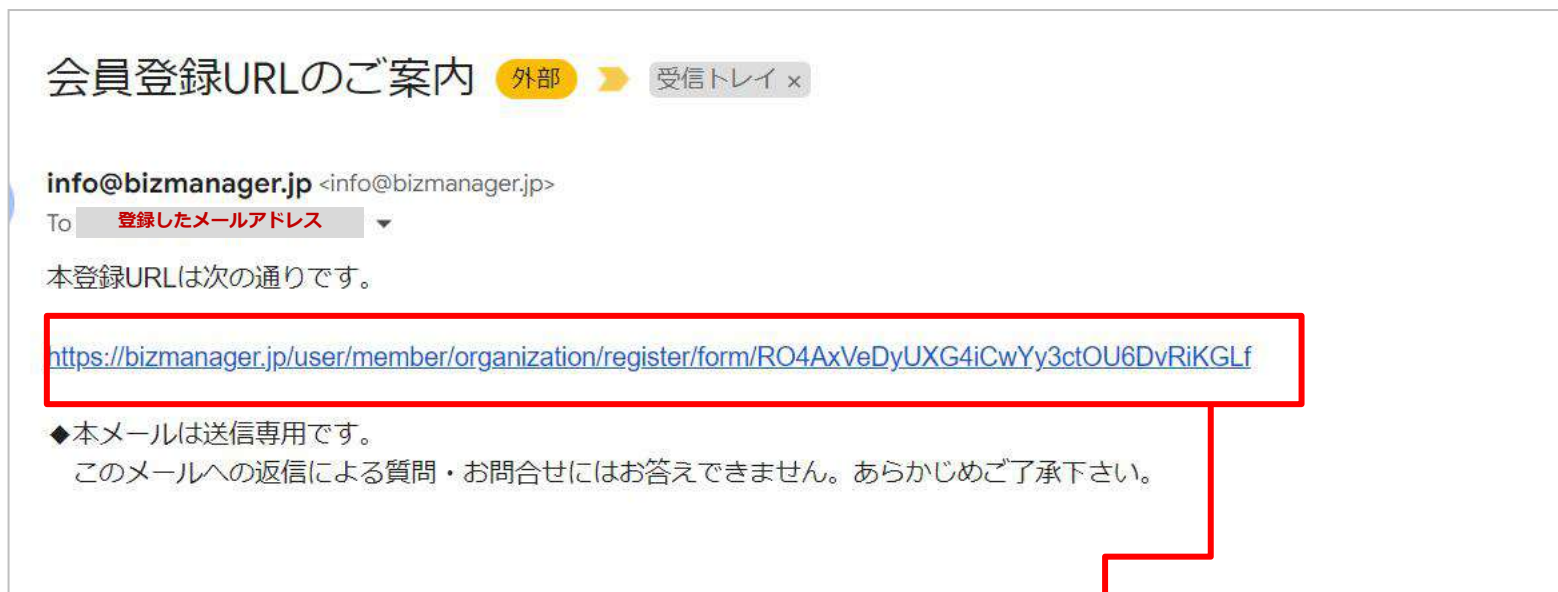 会員登録URLのご案内 外部 受信トレイ ×
info@bizmanager.jp <info@bizmanager.jp>
To 登録したメールアドレス
本登録URLは次の通りです。
https://bizmanager.jp/user/member/organization/register/form/RO4AxVeDyUXG4iCwYy3ctOU6DvRiKGLf
◆本メールは送信専用です。
このメールへの返信による質問・お問合せにはお答えできません。あらかじめご了承下さい。